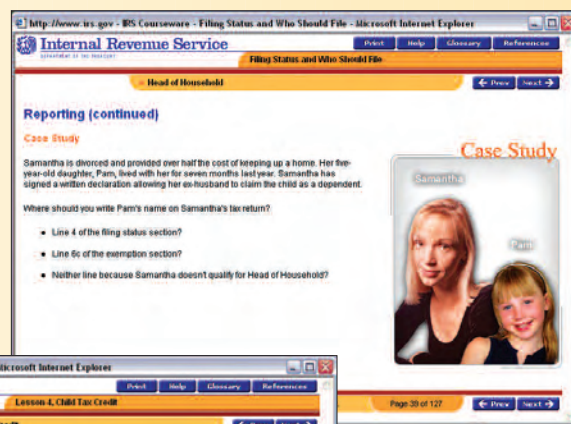 http://www.irs.gov - IRS Courseware - Filing Status and Who Should File - Microsoft Internet Explorer
Internal Revenue Service
Print Help Glossary References
Filing Status and Who Should File
Head of Household
Prev Next
Reporting (continued)
Case Study
Samantha is divorced and provided over half the cost of keeping up a home. Her five-
year-old daughter, Pam, lived with her for seven months last year. Samantha has
signed a written declaration allowing her ex-husband to claim the child as a dependent.
Where should you write Pam's name on Samantha's tax return?
Line 4 of the filing status section?
Line 6c of the exemption section?
Neither line because Samantha doesn't qualify for Head of Household?
Case Study
Samantha
Pam
Microsoft Internet Explorer
Print Help Glossary References
Lesson 4, Child Tax Credit
Page 39 of 127
Prev Next